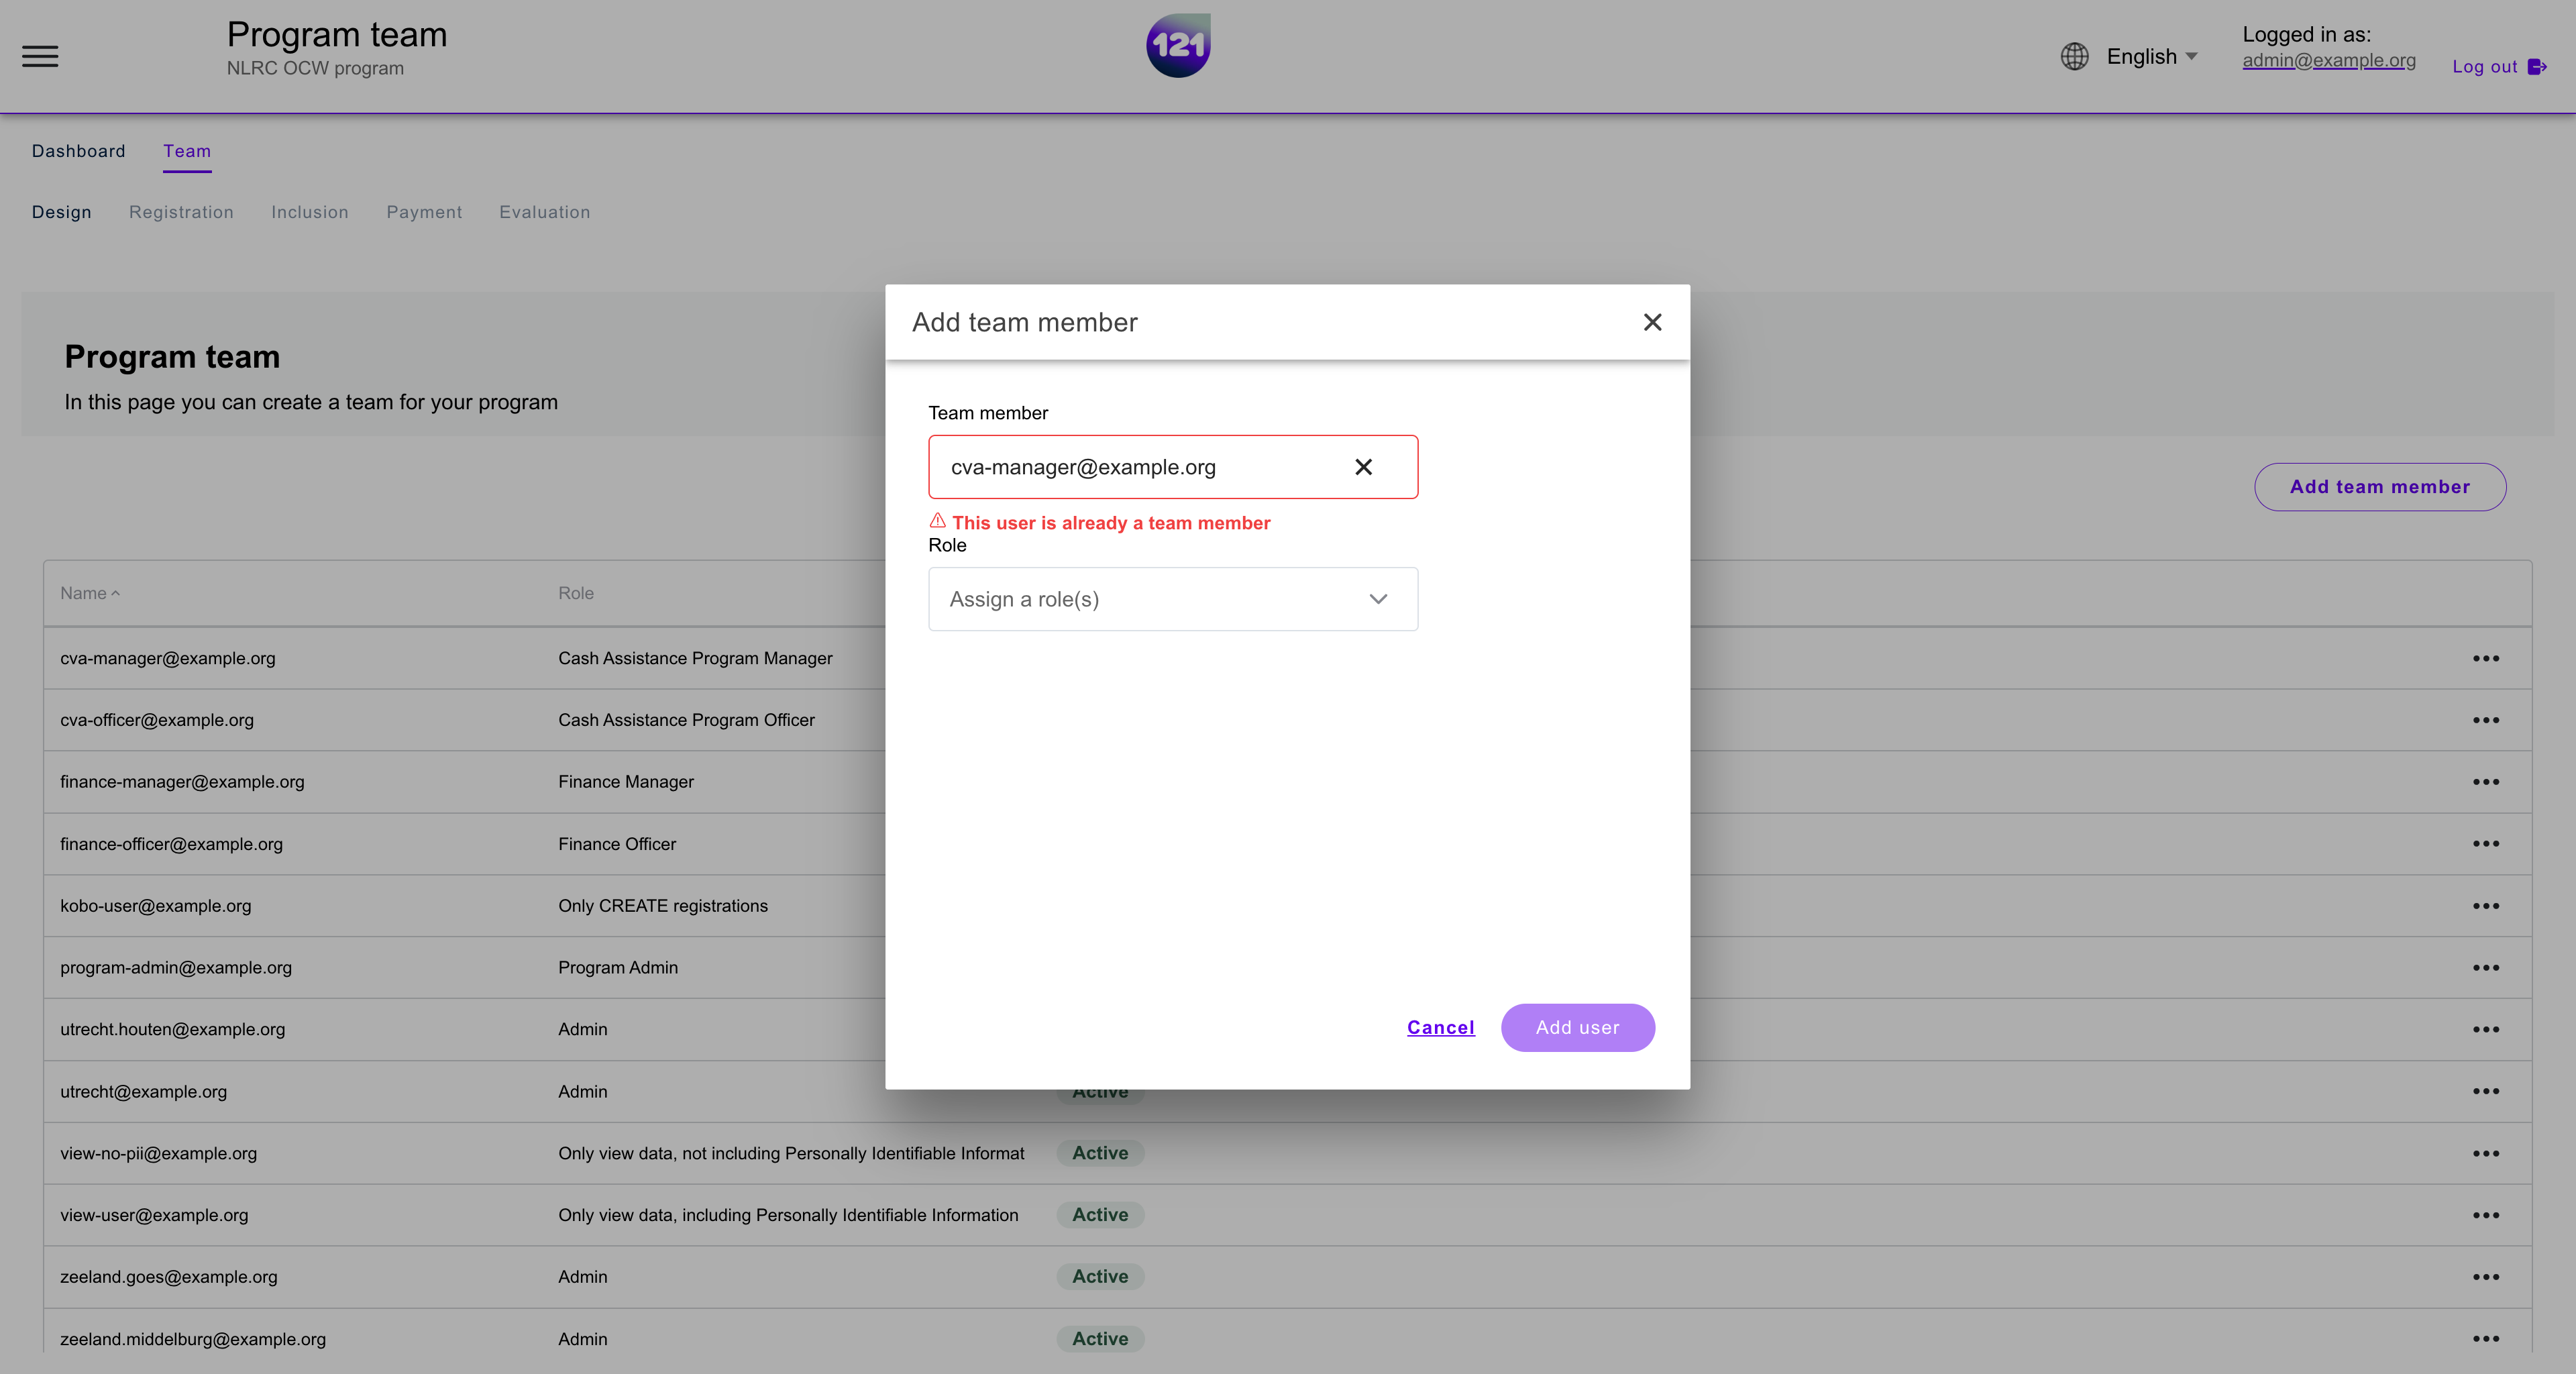 Program team
NLRC OCW program
121
English
Logged in as:
admin@example.org
Log out
Dashboard Team
Design Registration Inclusion Payment Evaluation
Program team
In this page you can create a team for your program
Add team member
Add team member
Team member
cva-manager@example.org
This user is already a team member
Role
Assign a role(s)
Cancel Add user
Name Role
cva-manager@example.org Cash Assistance Program Manager
cva-officer@example.org Cash Assistance Program Officer
finance-manager@example.org Finance Manager
finance-officer@example.org Finance Officer
kobo-user@example.org Only CREATE registrations
program-admin@example.org Program Admin
utrecht.houten@example.org Admin
utrecht@example.org Admin Active
view-no-pii@example.org Only view data, not including Personally Identifiable Informat Active
view-user@example.org Only view data, including Personally Identifiable Information Active
zeeland.goes@example.org Admin Active
zeeland.middelburg@example.org Admin Active